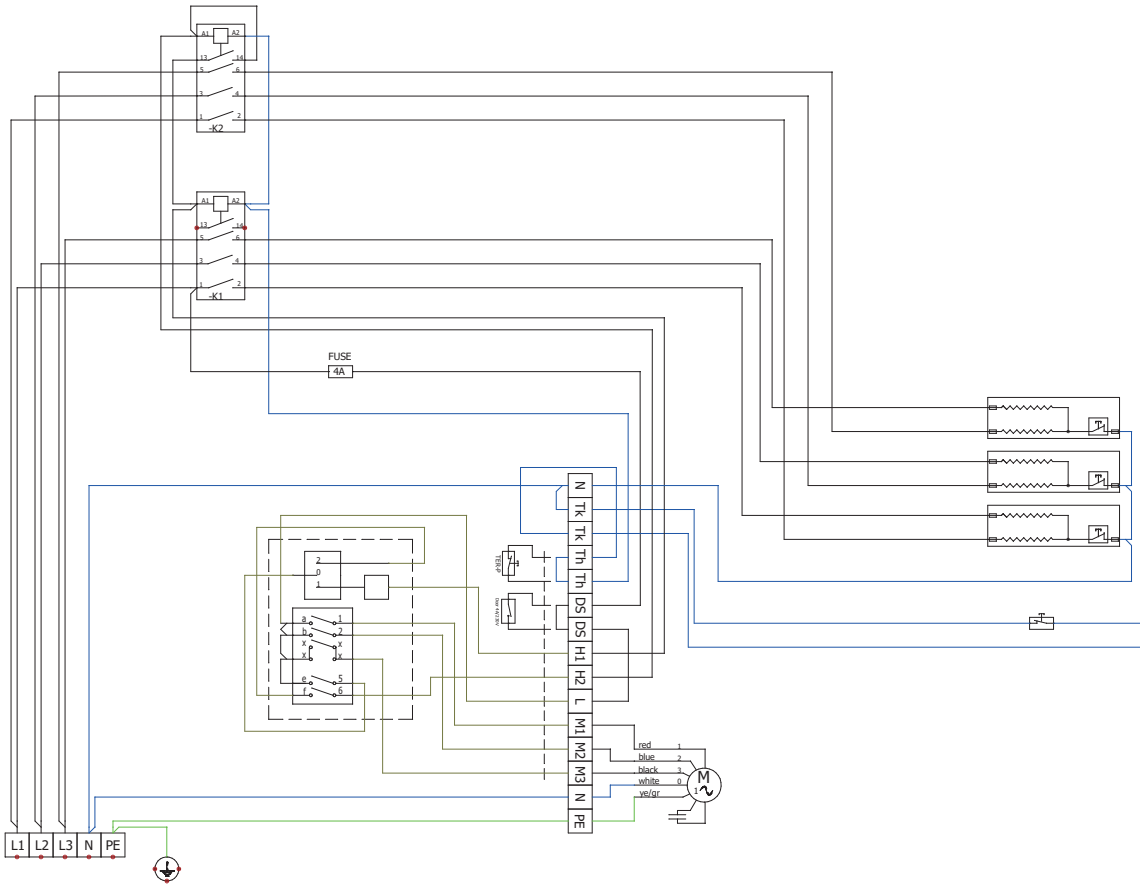 A1 A2
13 14
5 6
3 4
1 2
-K2
A1 A2
13 14
5 6
3 4
1 2
-K1
FUSE
4A
N
Tk
Tk
Th
Th
DS
DS
H1
H2
L
M1
M2
M3
N
PE
TER-P
2
0
1
a 1
b 2
x x
x x
e 5
f 6
red 1
blue 2
black 3
white 0
ye/gr
M
1
L1 L2 L3 N PE